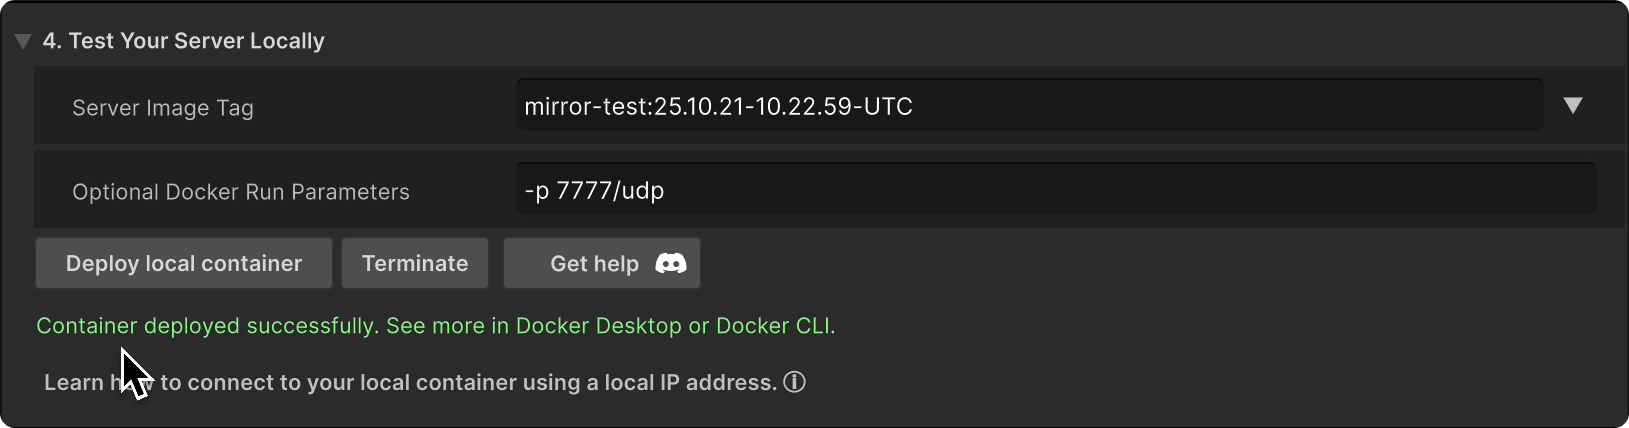 4. Test Your Server Locally
Server Image Tag
mirror-test:25.10.21-10.22.59-UTC
Optional Docker Run Parameters
-p 7777/udp
Deploy local container
Terminate
Get help
Container deployed successfully. See more in Docker Desktop or Docker CLI.
Learn how to connect to your local container using a local IP address.